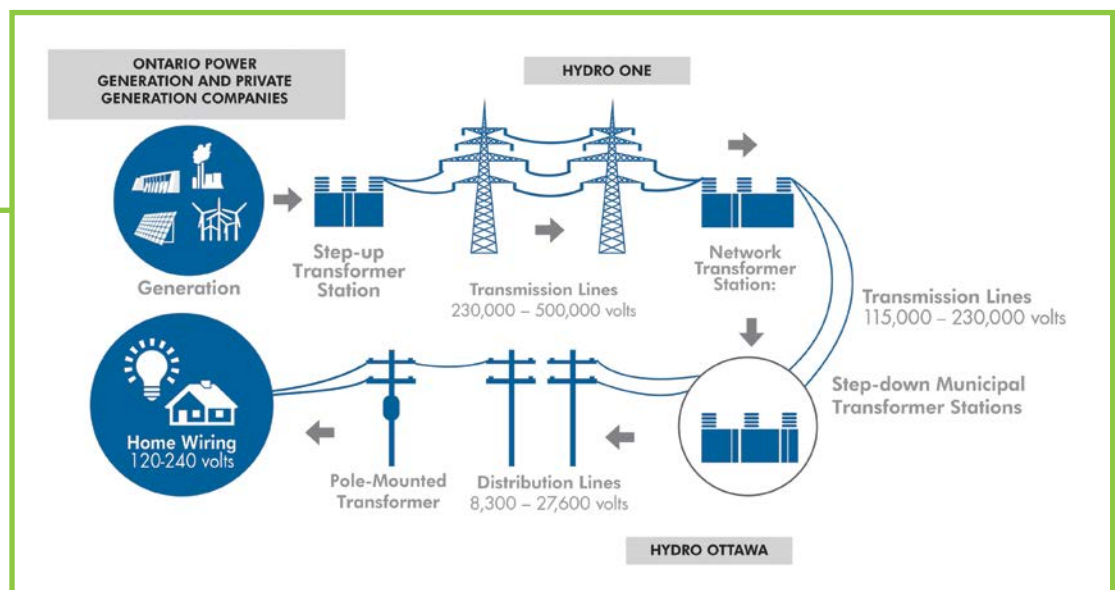 ONTARIO POWER
GENERATION AND PRIVATE
GENERATION COMPANIES
HYDRO ONE
Generation
Step-up
Transformer
Station
Transmission Lines
230,000 – 500,000 volts
Network
Transformer
Station:
Transmission Lines
115,000 – 230,000 volts
Step-down Municipal
Transformer Stations
Distribution Lines
8,300 – 27,600 volts
Pole-Mounted
Transformer
Home Wiring
120-240 volts
HYDRO OTTAWA